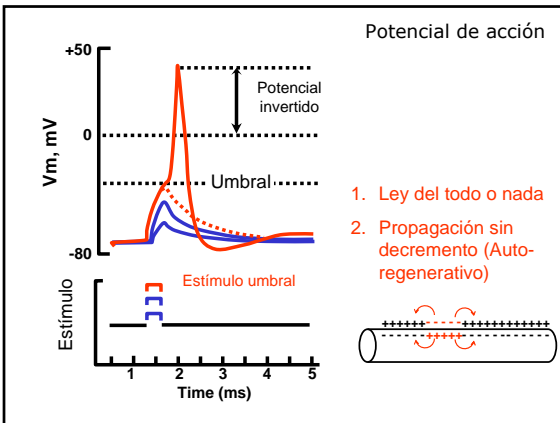 Potencial de acción
+50
Potencial
invertido
0
Vm, mV
Umbral
-80
1. Ley del todo o nada
2. Propagación sin
decremento (Auto-
regenerativo)
Estímulo umbral
Estímulo
1 2 3 4 5
Time (ms)
++++++ - - - - - ++++++++++++++
- - - - - - +++++ - - - - - - - - - - - - - -